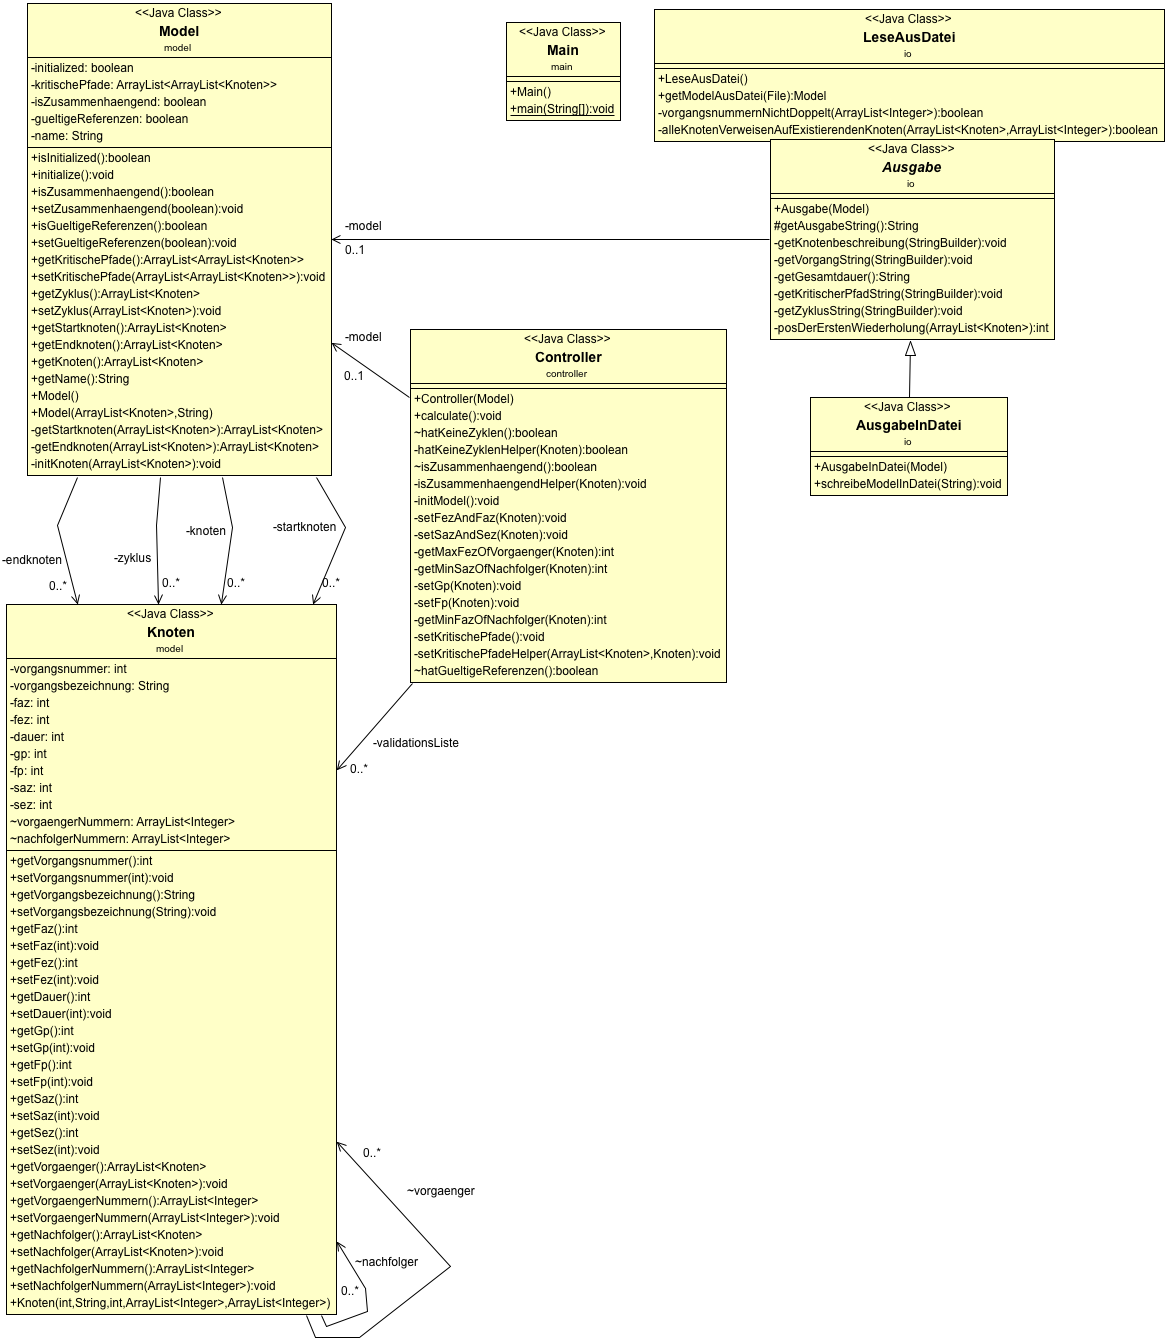 <<Java Class>>
Model
model
-initialized: boolean
-kritischePfade: ArrayList<ArrayList<Knoten>>
-isZusammenhaengend: boolean
-gueltigeReferenzen: boolean
-name: String
+isInitialized():boolean
+initialize():void
+isZusammenhaengend():boolean
+setZusammenhaengend(boolean):void
+isGueltigeReferenzen():boolean
+setGueltigeReferenzen(boolean):void
+getKritischePfade():ArrayList<ArrayList<Knoten>>
+setKritischePfade(ArrayList<ArrayList<Knoten>>):void
+getZyklus():ArrayList<Knoten>
+setZyklus(ArrayList<Knoten>):void
+getStartknoten():ArrayList<Knoten>
+getEndknoten():ArrayList<Knoten>
+getKnoten():ArrayList<Knoten>
+getName():String
+Model()
+Model(ArrayList<Knoten>,String)
-getStartknoten(ArrayList<Knoten>):ArrayList<Knoten>
-getEndknoten(ArrayList<Knoten>):ArrayList<Knoten>
-initKnoten(ArrayList<Knoten>):void
<<Java Class>>
Main
main
+Main()
+main(String[]):void
<<Java Class>>
LeseAusDatei
io
+LeseAusDatei()
+getModelAusDatei(File):Model
-vorgangsnummernNichtDoppelt(ArrayList<Integer>):boolean
-alleKnotenVerweisenAufExistierendenKnoten(ArrayList<Knoten>,ArrayList<Integer>):boolean
<<Java Class>>
Ausgabe
io
+Ausgabe(Model)
#getAusgabeString():String
-getKnotenbeschreibung(StringBuilder):void
-getVorgangString(StringBuilder):void
-getGesamtdauer():String
-getKritischerPfadString(StringBuilder):void
-getZyklusString(StringBuilder):void
-posDerErstenWiederholung(ArrayList<Knoten>):int
-model
0..1
-model
0..1
<<Java Class>>
Controller
controller
+Controller(Model)
+calculate():void
~hatKeineZyklen():boolean
-hatKeineZyklenHelper(Knoten):boolean
~isZusammenhaengend():boolean
-isZusammenhaengendHelper(Knoten):void
-initModel():void
-setFezAndFaz(Knoten):void
-setSazAndSez(Knoten):void
-getMaxFezOfVorgaenger(Knoten):int
-getMinSazOfNachfolger(Knoten):int
-setGp(Knoten):void
-setFp(Knoten):void
-getMinFazOfNachfolger(Knoten):int
-setKritischePfade():void
-setKritischePfadeHelper(ArrayList<Knoten>,Knoten):void
~hatGueltigeReferenzen():boolean
<<Java Class>>
AusgabeInDatei
io
+AusgabeInDatei(Model)
+schreibeModelInDatei(String):void
-endknoten
0..*
-zyklus
0..*
-knoten
0..*
-startknoten
0..*
-validationsListe
0..*
<<Java Class>>
Knoten
model
-vorgangsnummer: int
-vorgangsbezeichnung: String
-faz: int
-fez: int
-dauer: int
-gp: int
-fp: int
-saz: int
-sez: int
~vorgaengerNummern: ArrayList<Integer>
~nachfolgerNummern: ArrayList<Integer>
+getVorgangsnummer():int
+setVorgangsnummer(int):void
+getVorgangsbezeichnung():String
+setVorgangsbezeichnung(String):void
+getFaz():int
+setFaz(int):void
+getFez():int
+setFez(int):void
+getDauer():int
+setDauer(int):void
+getGp():int
+setGp(int):void
+getFp():int
+setFp(int):void
+getSaz():int
+setSaz(int):void
+getSez():int
+setSez(int):void
+getVorgaenger():ArrayList<Knoten>
+setVorgaenger(ArrayList<Knoten>):void
+getVorgaengerNummern():ArrayList<Integer>
+setVorgaengerNummern(ArrayList<Integer>):void
+getNachfolger():ArrayList<Knoten>
+setNachfolger(ArrayList<Knoten>):void
+getNachfolgerNummern():ArrayList<Integer>
+setNachfolgerNummern(ArrayList<Integer>):void
+Knoten(int,String,int,ArrayList<Integer>,ArrayList<Integer>)
0..*
~vorgaenger
~nachfolger
0..*